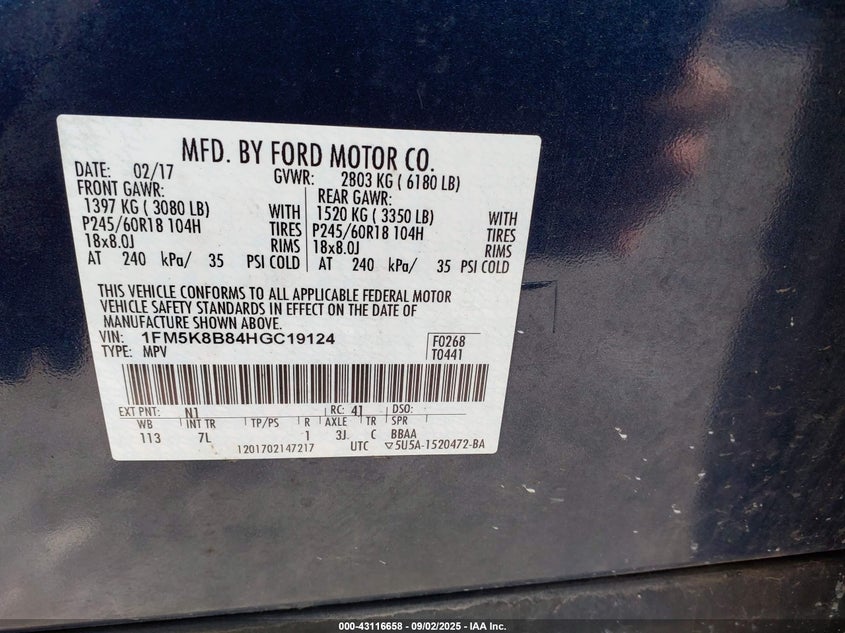 MFD. BY FORD MOTOR CO.
DATE: 02/17 GVWR: 2803 KG ( 6180 LB)
FRONT GAWR: REAR GAWR:
1397 KG ( 3080 LB) WITH 1520 KG ( 3350 LB) WITH
P245/60R18 104H TIRES P245/60R18 104H TIRES
18x8.0J RIMS 18x8.0J RIMS
AT 240 kPa/ 35 PSI COLD AT 240 kPa/ 35 PSI COLD
THIS VEHICLE CONFORMS TO ALL APPLICABLE FEDERAL MOTOR
VEHICLE SAFETY STANDARDS IN EFFECT ON THE DATE OF
MANUFACTURE SHOWN ABOVE.
VIN: 1FM5K8B84HGC19124 F0268
TYPE: MPV T0441
EXT PNT: N1 RC: 41 DSO:
WB INT TR TP/PS R AXLE TR SPR
113 7L 1 3J C BBAA
1201702147217 UTC ▽5U5A-1520472-BA
000-43116658 - 09/02/2025 - IAA Inc.